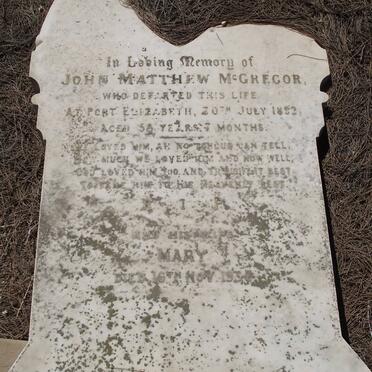 In Loving Memory of
JOHN MATTHEW McGREGOR,
WHO DEPARTED THIS LIFE
AT PORT ELIZABETH, 20TH JULY 1882
AGED 36 YEARS 7 MONTHS.
LOVED HIM, AH NO TONGUE CAN TELL,
HOW MUCH WE LOVED HIM AND HOW WELL,
GOD LOVED HIM TOO, AND THOUGHT BEST
TO TAKE HIM TO HIS HEAVENLY REST.
MARY
16TH NOV.